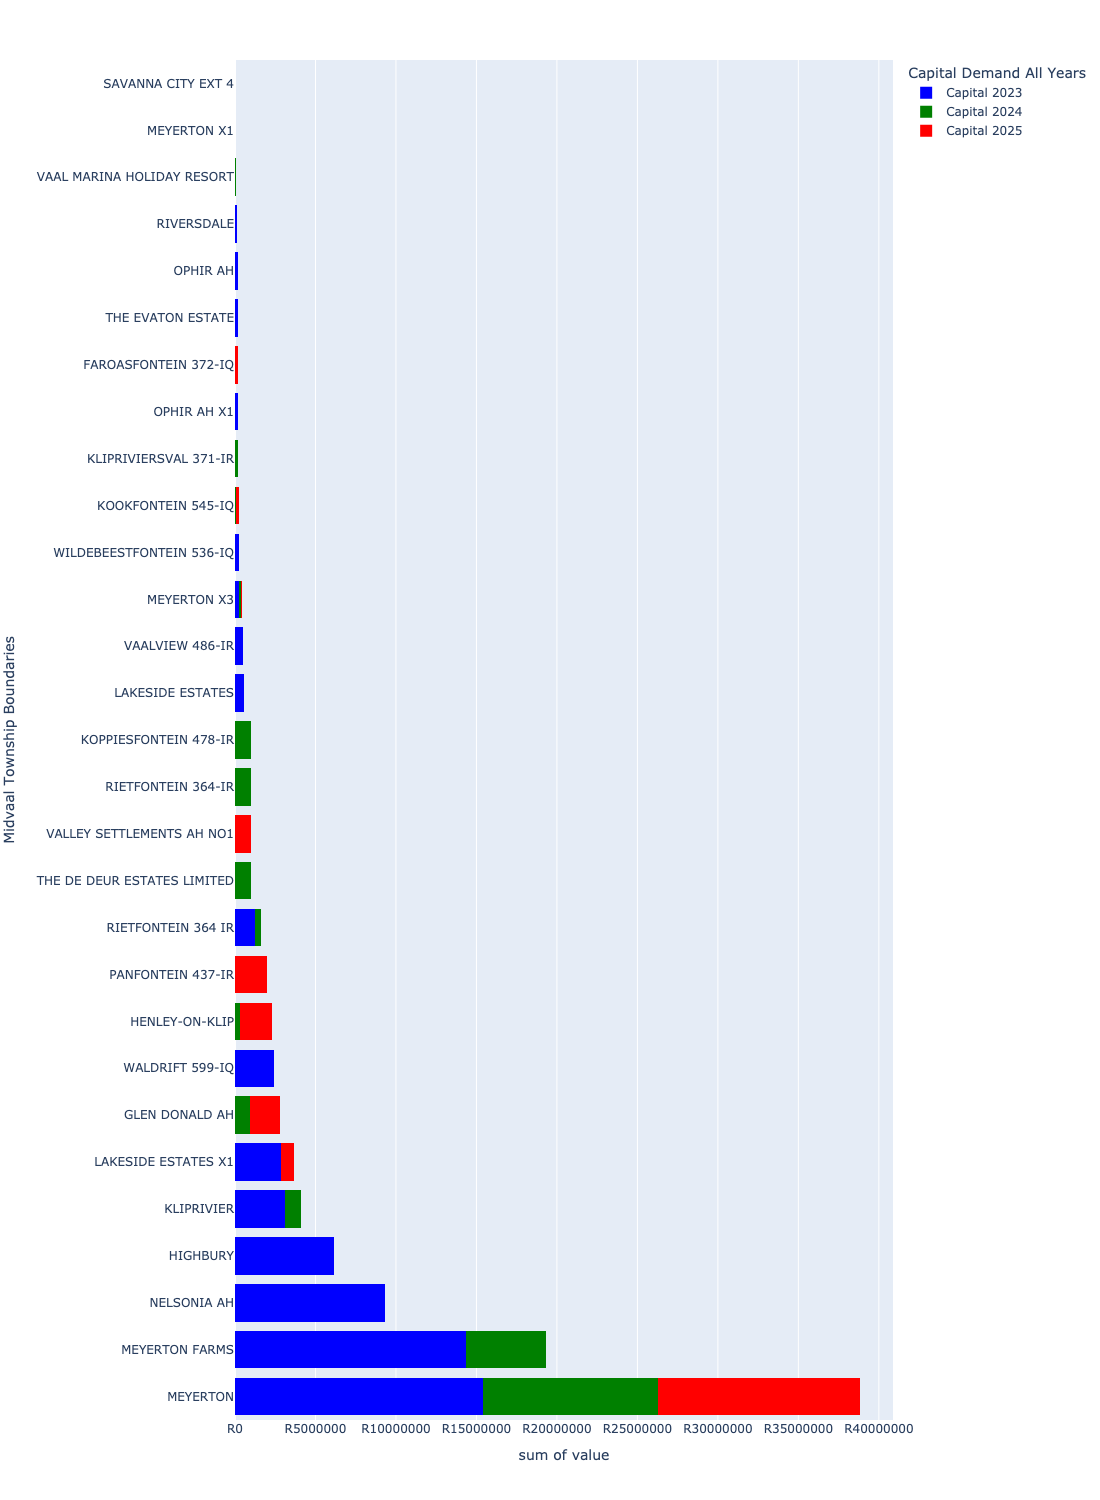 Capital Demand All Years
Capital 2023
Capital 2024
Capital 2025
Midvaal Township Boundaries
SAVANNA CITY EXT 4
MEYERTON X1
VAAL MARINA HOLIDAY RESORT
RIVERSDALE
OPHIR AH
THE EVATON ESTATE
FAROASFONTEIN 372-IQ
OPHIR AH X1
KLIPRIVIERSVAL 371-IR
KOOKFONTEIN 545-IQ
WILDEBEESTFONTEIN 536-IQ
MEYERTON X3
VAALVIEW 486-IR
LAKESIDE ESTATES
KOPPIESFONTEIN 478-IR
RIETFONTEIN 364-IR
VALLEY SETTLEMENTS AH NO1
THE DE DEUR ESTATES LIMITED
RIETFONTEIN 364 IR
PANFONTEIN 437-IR
HENLEY-ON-KLIP
WALDRIFT 599-IQ
GLEN DONALD AH
LAKESIDE ESTATES X1
KLIPRIVIER
HIGHBURY
NELSONIA AH
MEYERTON FARMS
MEYERTON
R0 R5000000 R10000000 R15000000 R20000000 R25000000 R30000000 R35000000 R40000000
sum of value